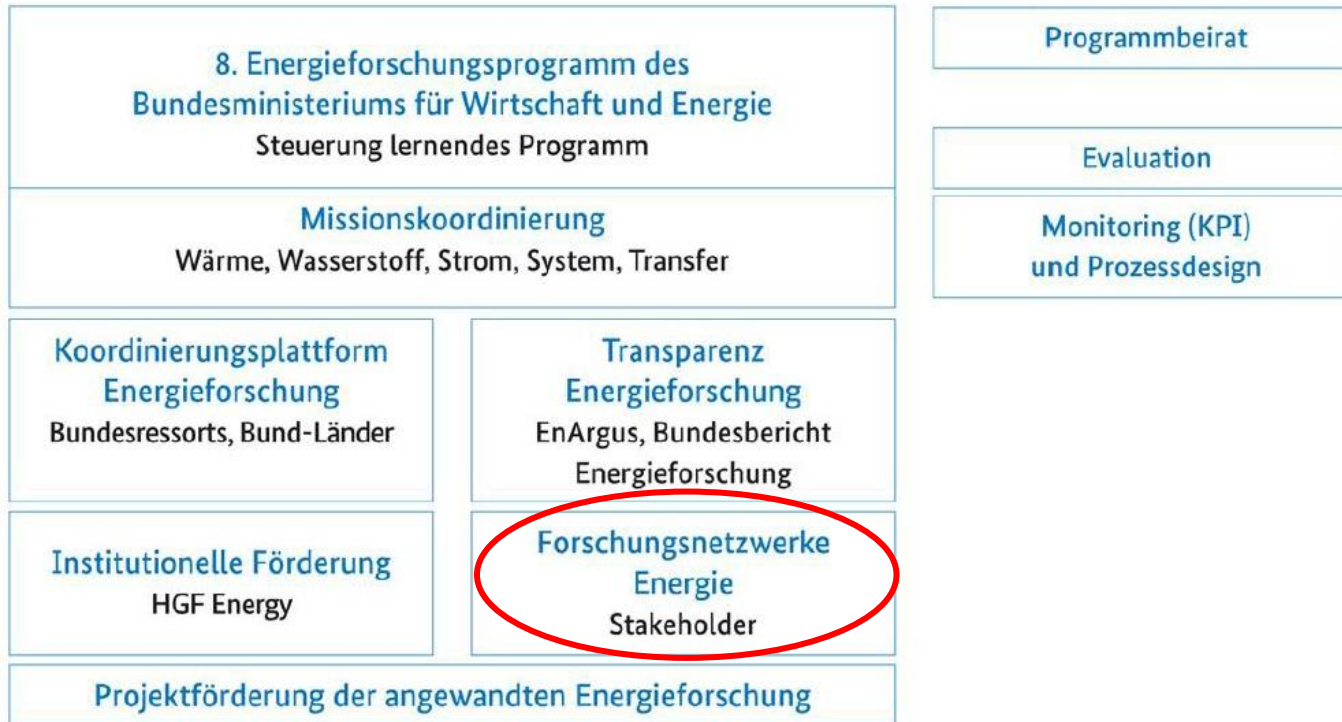 8. Energieforschungsprogramm des
Bundesministeriums für Wirtschaft und Energie
Steuerung lernendes Programm
Missionskoordinierung
Wärme, Wasserstoff, Strom, System, Transfer
Koordinierungsplattform
Energieforschung
Bundesressorts, Bund-Länder
Transparenz
Energieforschung
EnArgus, Bundesbericht
Energieforschung
Institutionelle Förderung
HGF Energy
Forschungsnetzwerke
Energie
Stakeholder
Projektförderung der angewandten Energieforschung
Programmbeirat
Evaluation
Monitoring (KPI)
und Prozessdesign